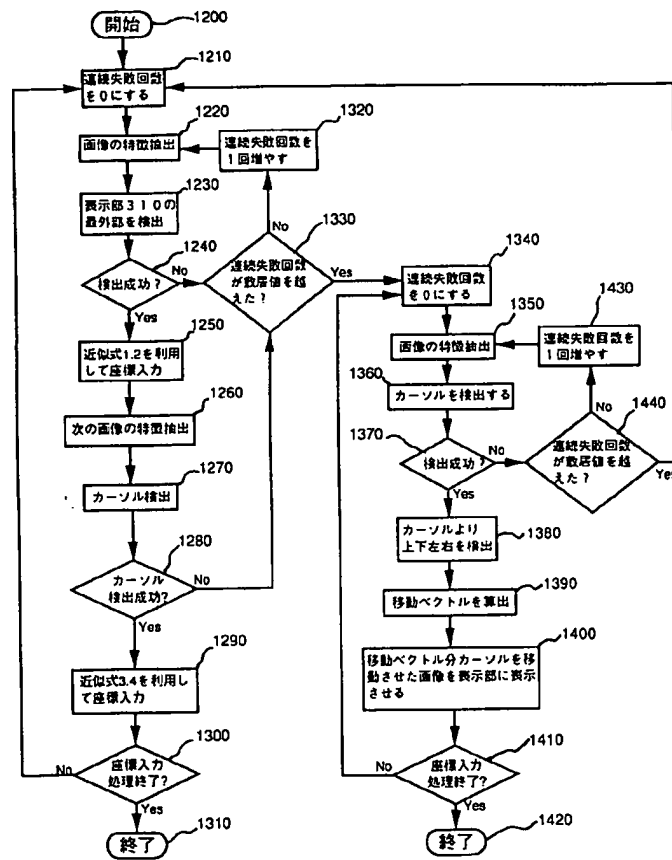 開始
1200
1210
連続失敗回数
を0にする
1220
画像の特徴抽出
1320
連続失敗回数を
1回増やす
1230
表示部310の
最外部を検出
No
1330
連続失敗回数
が敷居値を越
えた?
Yes
1240
検出成功?
No
Yes
1250
近似式1.2を利用
して座標入力
1260
次の画像の特徴抽出
1270
カーソル検出
1280
カーソル
検出成功?
No
Yes
1290
近似式3.4を利用し
て座標入力
1300
座標入力
処理終了?
No
Yes
終了
1310
1340
連続失敗回数
を0にする
1350
画像の特徴抽出
1430
連続失敗回数を
1回増やす
1360
カーソルを検出する
No
1440
連続失敗回数
が敷居値を越
えた?
Yes
1370
検出成功?
No
Yes
カーソルより
上下左右を検出
1380
1390
移動ベクトルを算出
1400
移動ベクトル分カーソルを移
動させた画像を表示部に表示
させる
1410
座標入力
処理終了?
No
Yes
終了
1420